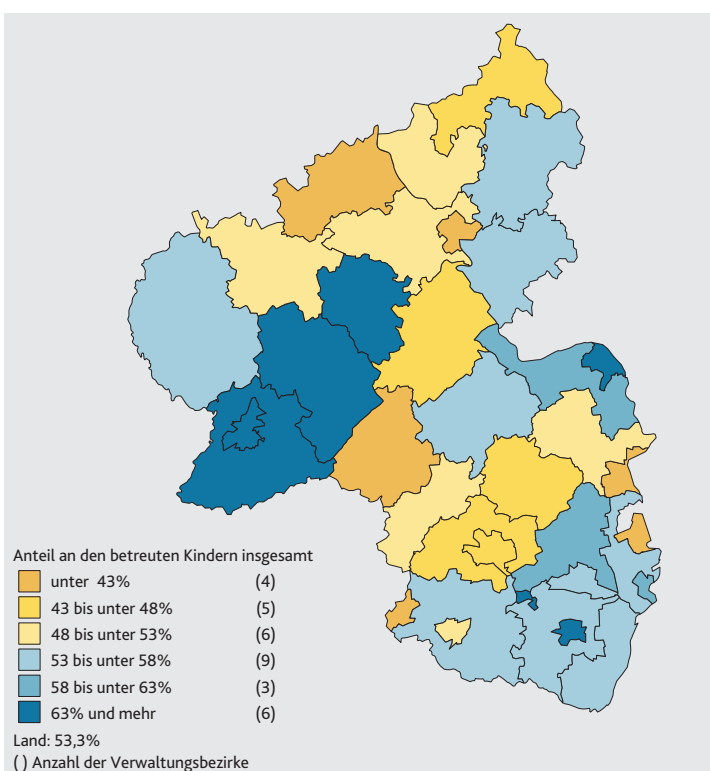 Anteil an den betreuten Kindern insgesamt
unter 43% (4)
43 bis unter 48% (5)
48 bis unter 53% (6)
53 bis unter 58% (9)
58 bis unter 63% (3)
63% und mehr (6)
Land: 53,3%
( ) Anzahl der Verwaltungsbezirke